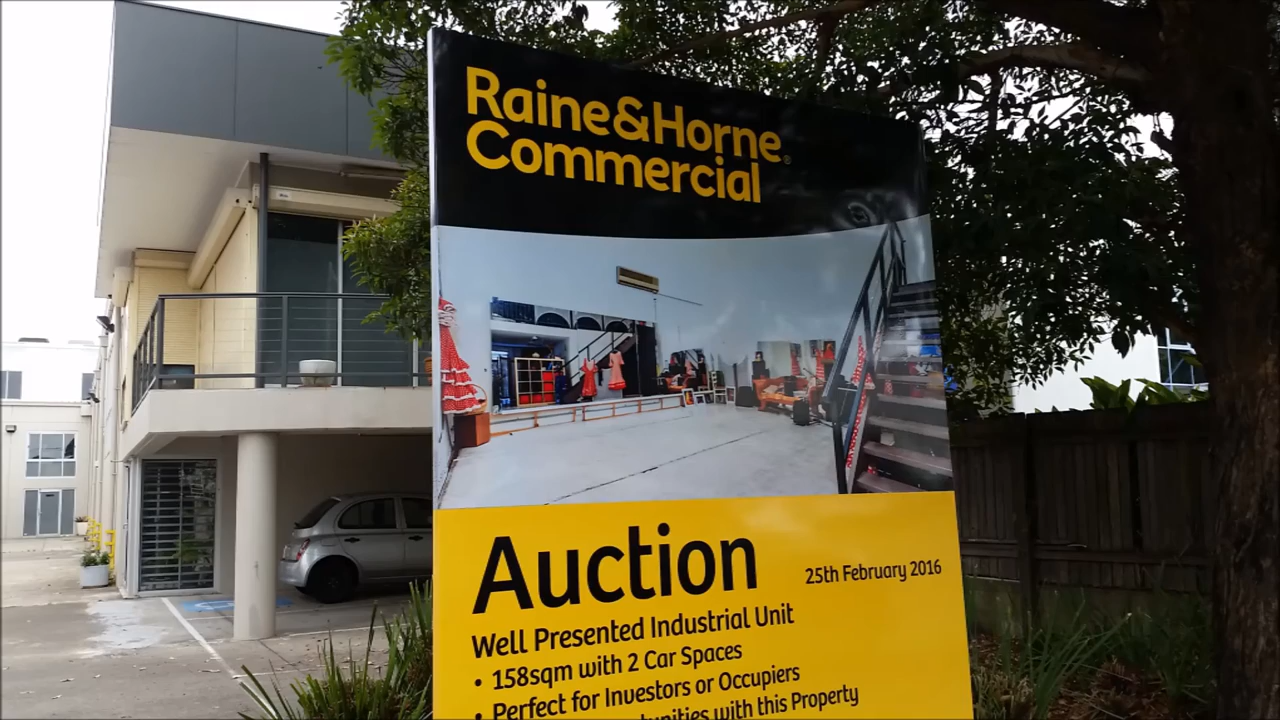 Raine&Horne®
Commercial
Auction
25th February 2016
Well Presented Industrial Unit
• 158sqm with 2 Car Spaces
• Perfect for Investors or Occupiers
with this Property